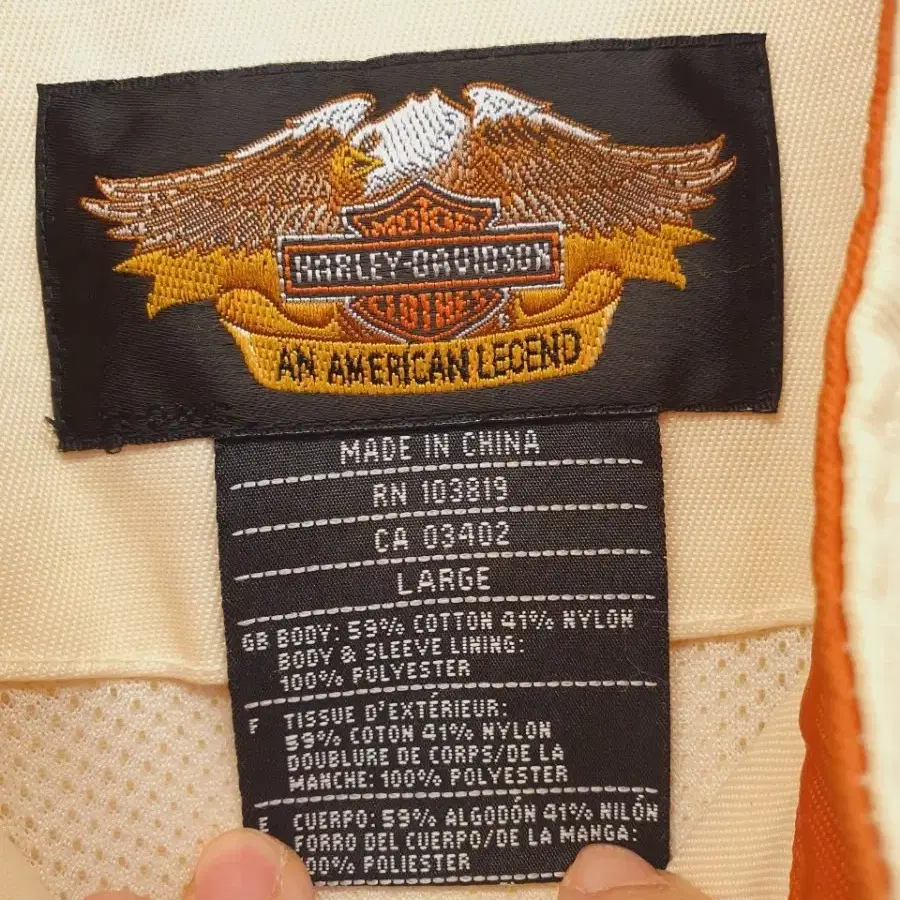 MOTOR
HARLEY-DAVIDSON
CLOTHES
AN AMERICAN LEGEND
MADE IN CHINA
RN 103819
CA 03402
LARGE
GB BODY: 59% COTTON 41% NYLON
BODY & SLEEVE LINING:
100% POLYESTER
F TISSUE D'EXTÉRIEUR:
59% COTON 41% NYLON
DOUBLURE DE CORPS/DE LA
MANCHE: 100% POLYESTER
E CUERPO: 59% ALGODÓN 41% NILÓN
FORRO DEL CUERPO/DE LA MANGA:
100% POLIESTER